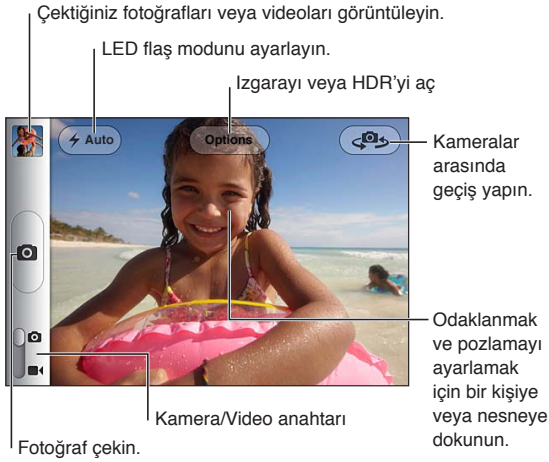 Çektiğiniz fotoğrafları veya videoları görüntüleyin.
LED flaş modunu ayarlayın.
Izgarayı veya HDR'yi aç
Auto
Options
Kameralar
arasında
geçiş yapın.
Odaklanmak
ve pozlamayı
ayarlamak
için bir kişiye
veya nesneye
dokunun.
Kamera/Video anahtarı
Fotoğraf çekin.